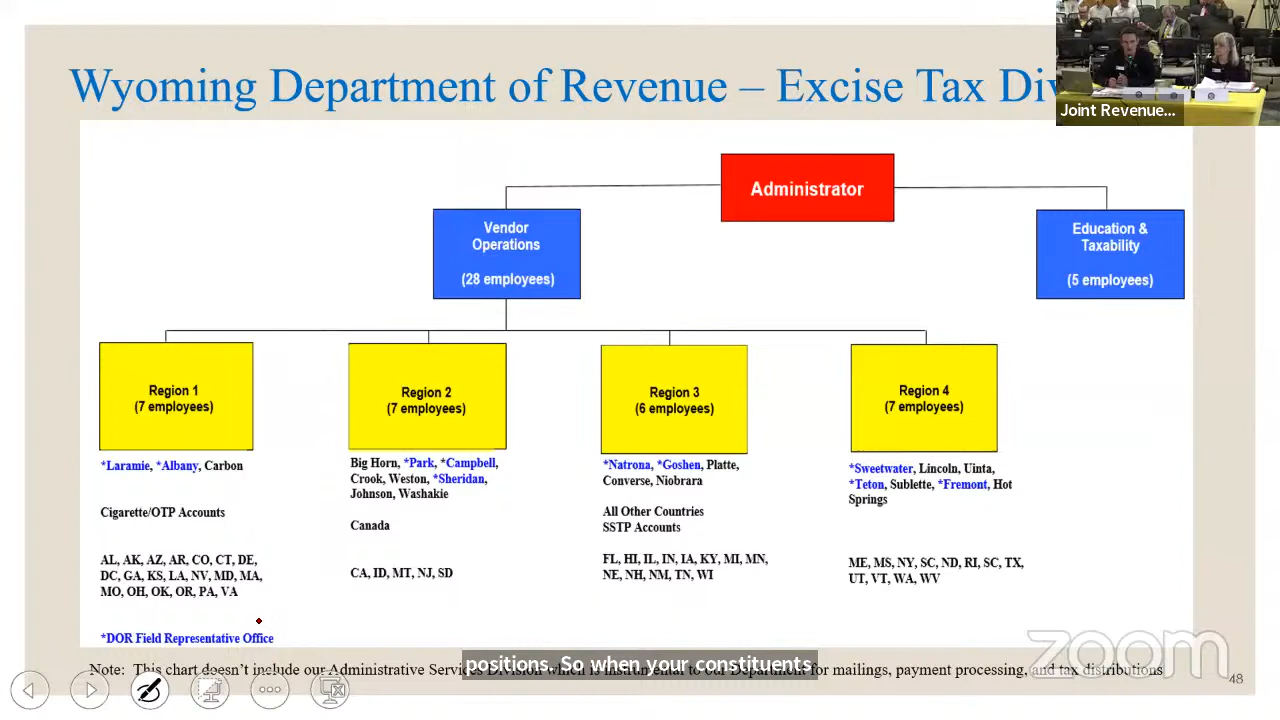 Wyoming Department of Revenue – Excise Tax Div
Joint Revenue...
Administrator
Vendor
Operations
(28 employees)
Education &
Taxability
(5 employees)
Region 1
(7 employees)
Region 2
(7 employees)
Region 3
(6 employees)
Region 4
(7 employees)
*Laramie, *Albany, Carbon
Cigarette/OTP Accounts
AL, AK, AZ, AR, CO, CT, DE,
DC, GA, KS, LA, NV, MD, MA,
MO, OH, OK, OR, PA, VA
*DOR Field Representative Office
Big Horn, *Park, *Campbell,
Crook, Weston, *Sheridan,
Johnson, Washakie
Canada
CA, ID, MT, NJ, SD
*Natrona, *Goshen, Platte,
Converse, Niobrara
All Other Countries
SSTP Accounts
FL, HI, IL, IN, IA, KY, MI, MN,
NE, NH, NM, TN, WI
*Sweetwater, Lincoln, Uinta,
*Teton, Sublette, *Fremont, Hot
Springs
ME, MS, NY, SC, ND, RI, SC, TX,
UT, VT, WA, WV
zoom
positions. So when your constituents
Note: This chart doesn't include our Administrative Services Division which is instrumental to our Department for mailings, payment processing, and tax distributions
48